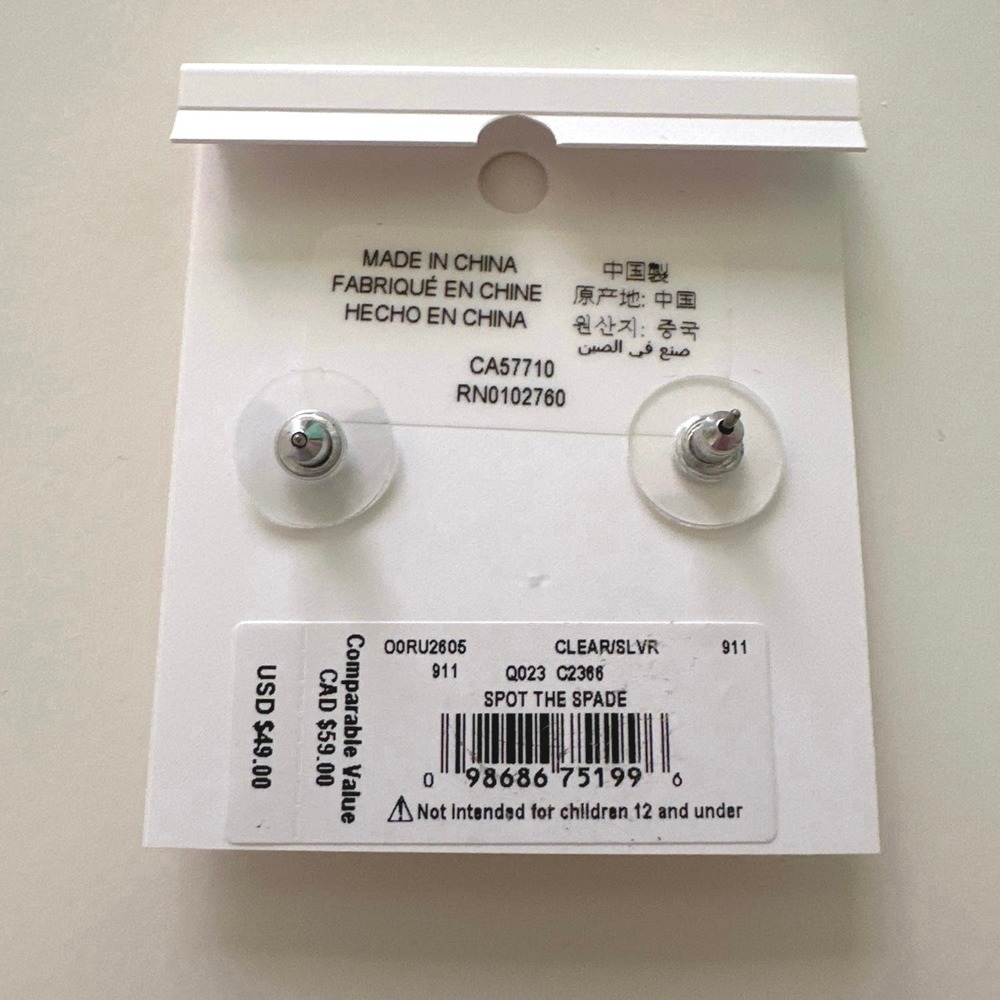 MADE IN CHINA
FABRIQUÉ EN CHINE
HECHO EN CHINA
中国製
原产地: 中国
원산지: 중국
صنع في الصين
CA57710
RN0102760
O0RU2605 CLEAR/SLVR 911
911 Q023 C2366
SPOT THE SPADE
0 98686 75199 6
Not intended for children 12 and under
Comparable Value
CAD $59.00
USD $49.00